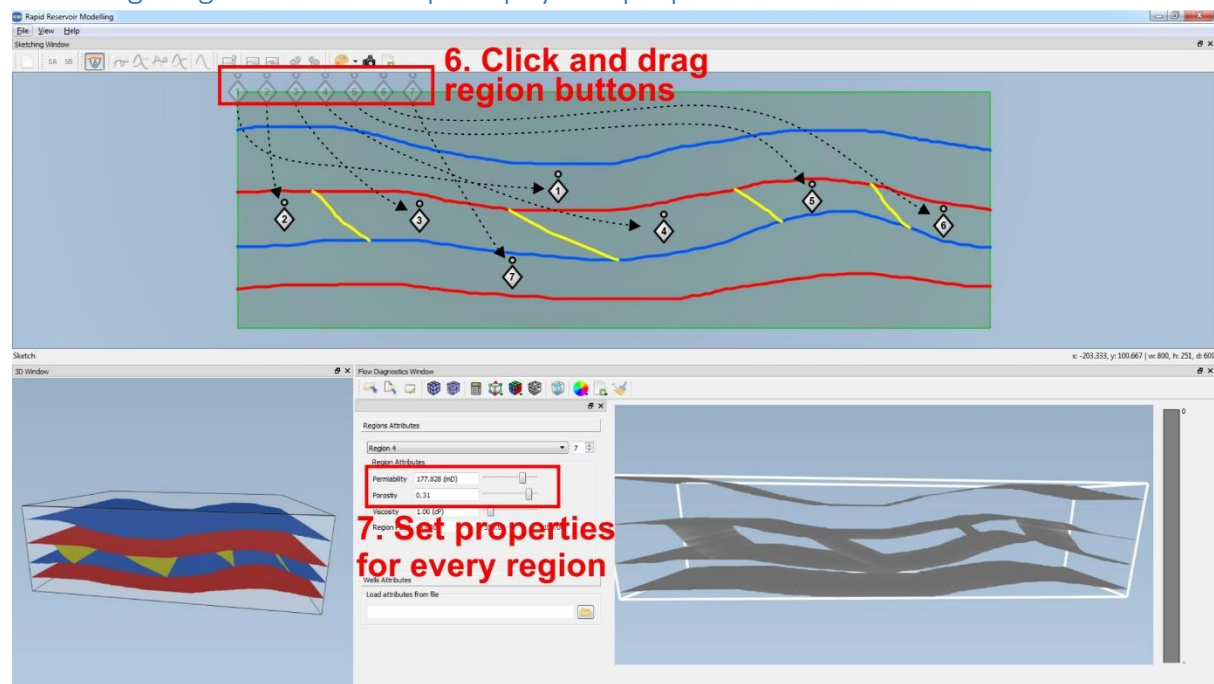 Rapid Reservoir Modelling
File View Help
Sketching Window
SA SB
6. Click and drag
region buttons
1 2 3 4 5 6 7
1
2
3
4
5
6
7
Sketch
x: -203.333, y: 100.667 | w: 800, h: 251, d: 600
3D Window
Flow Diagnostics Window
Regions Attributes
Region 4 7
Region Attributes
Permiability 177.828 (mD)
Porosity 0.31
Viscosity 1.00 (cP)
7. Set properties
for every region
Wells Attributes
Load attributes from file
0